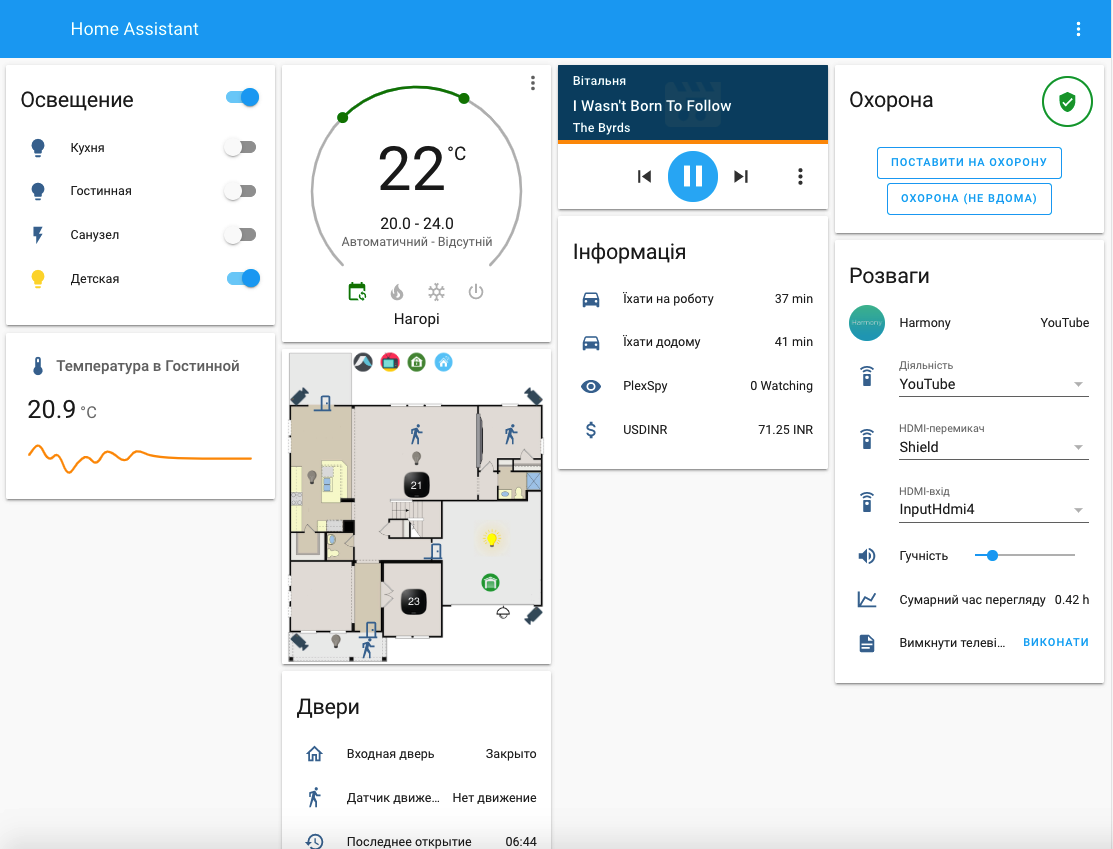 Home Assistant
Освещение
Кухня
Гостинная
Санузел
Детская
Температура в Гостинной
20.9 °C
22 °C
20.0 - 24.0
Автоматичний - Відсутній
Нагорі
21
23
Двери
Входная дверь Закрыто
Датчик движе... Нет движение
Последнее открытие 06:44
Вітальня
I Wasn't Born To Follow
The Byrds
Інформація
Їхати на роботу 37 min
Їхати додому 41 min
PlexSpy 0 Watching
USDINR 71.25 INR
Охорона
ПОСТАВИТИ НА ОХОРОНУ
ОХОРОНА (НЕ ВДОМА)
Розваги
Harmony Harmony YouTube
Діяльність
YouTube
HDMI-перемикач
Shield
HDMI-вхід
InputHdmi4
Гучність
Сумарний час перегляду 0.42 h
Вимкнути телеві... ВИКОНАТИ